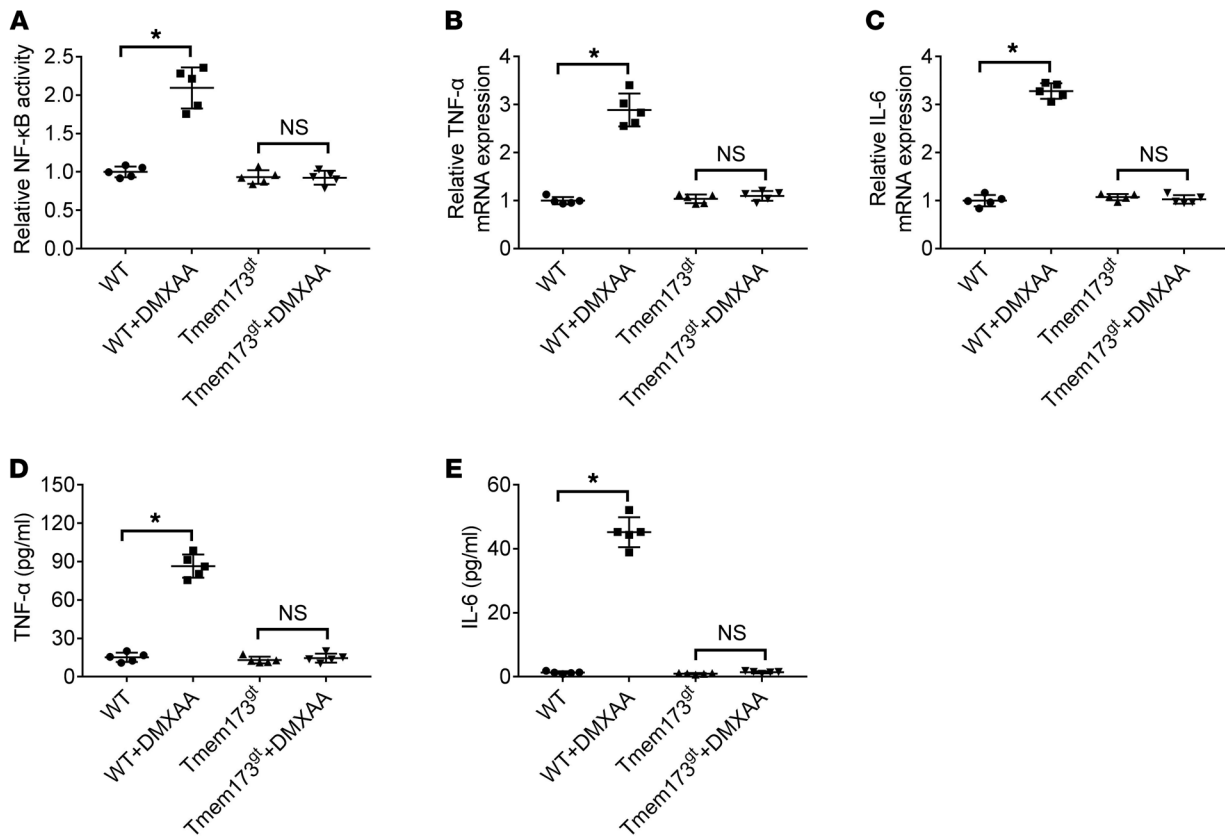 A
Relative NF-κB activity
2.5
2.0
1.5
1.0
0.5
0.0
*
NS
WT
WT+DMXAA
Tmem173gt
Tmem173gt+DMXAA
B
Relative TNF-α
mRNA expression
4
3
2
1
0
*
NS
WT
WT+DMXAA
Tmem173gt
Tmem173gt+DMXAA
C
Relative IL-6
mRNA expression
4
3
2
1
0
*
NS
WT
WT+DMXAA
Tmem173gt
Tmem173gt+DMXAA
D
TNF-α (pg/ml)
150
120
90
60
30
0
*
NS
WT
WT+DMXAA
Tmem173gt
Tmem173gt+DMXAA
E
IL-6 (pg/ml)
60
40
20
0
*
NS
WT
WT+DMXAA
Tmem173gt
Tmem173gt+DMXAA